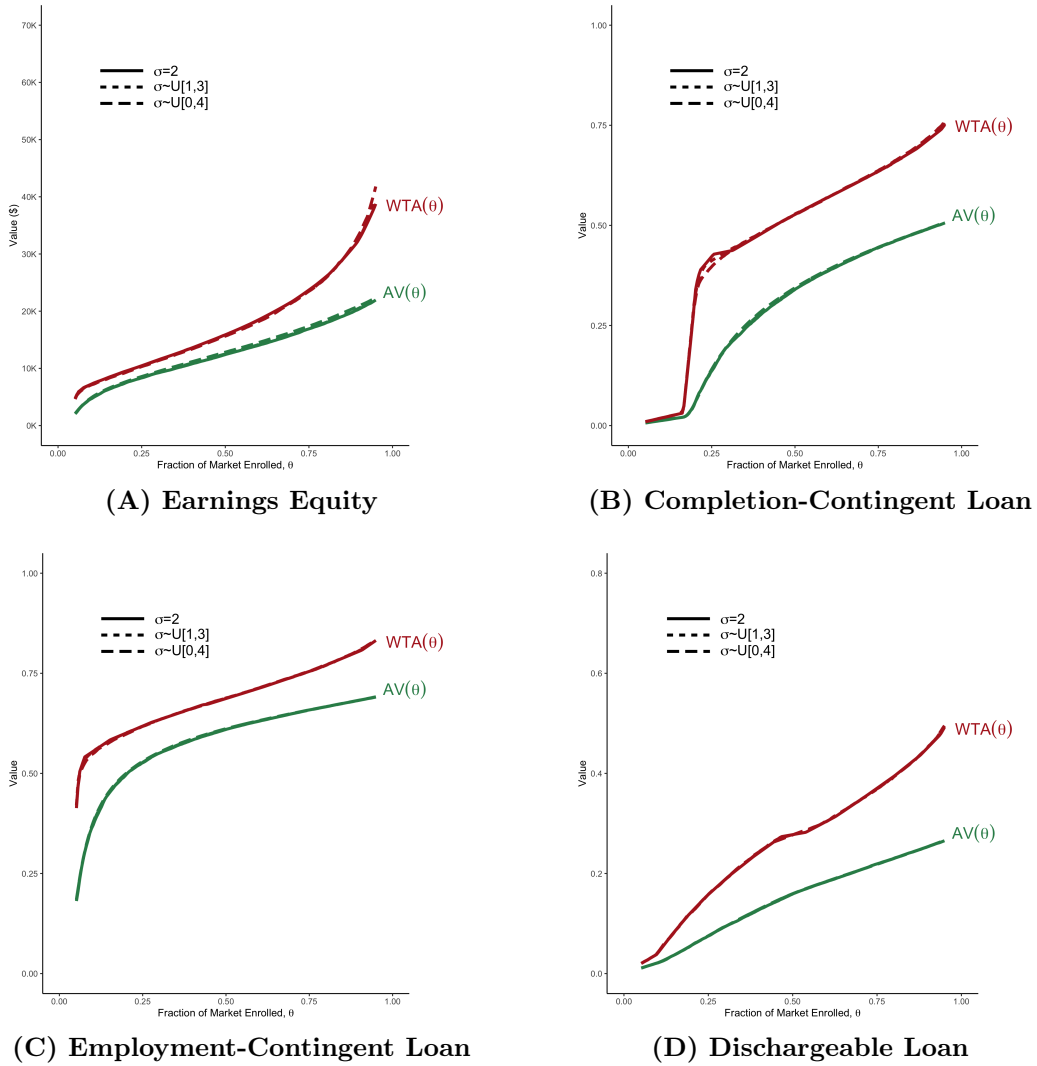 70K
60K
50K
40K
30K
20K
10K
0K
Value ($)
σ=2
σ~U[1,3]
σ~U[0,4]
WTA(θ)
AV(θ)
0.00 0.25 0.50 0.75 1.00
Fraction of Market Enrolled, θ
(A) Earnings Equity
1.00
0.75
0.50
0.25
0.00
Value
σ=2
σ~U[1,3]
σ~U[0,4]
WTA(θ)
AV(θ)
0.00 0.25 0.50 0.75 1.00
Fraction of Market Enrolled, θ
(B) Completion-Contingent Loan
1.00
0.75
0.50
0.25
0.00
Value
σ=2
σ~U[1,3]
σ~U[0,4]
WTA(θ)
AV(θ)
0.00 0.25 0.50 0.75 1.00
Fraction of Market Enrolled, θ
(C) Employment-Contingent Loan
0.8
0.6
0.4
0.2
0.0
Value
σ=2
σ~U[1,3]
σ~U[0,4]
WTA(θ)
AV(θ)
0.00 0.25 0.50 0.75 1.00
Fraction of Market Enrolled, θ
(D) Dischargeable Loan